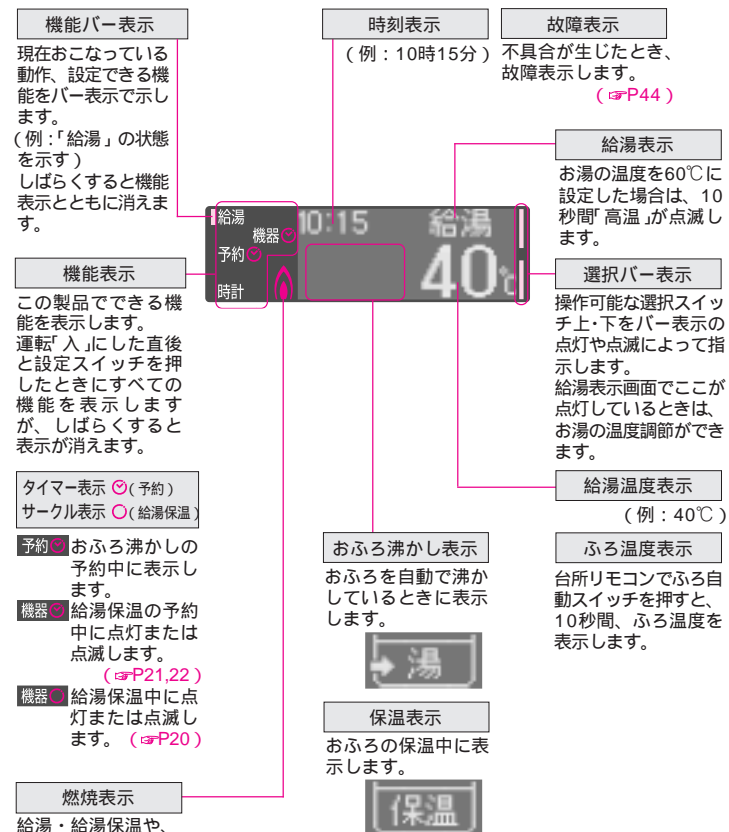 機能バー表示
現在おこなっている
動作、設定できる機
能をバー表示で示し
ます。
(例:「給湯」の状態
を示す)
しばらくすると機能
表示とともに消えま
す。
機能表示
この製品でできる機
能を表示します。
運転「入」にした直後
と設定スイッチを押
したときにすべての
機能を表示します
が、しばらくすると
表示が消えます。
タイマー表示 (予約)
サークル表示 (給湯保温)
予約 おふろ沸かしの
予約中に表示し
ます。
機器 給湯保温の予約
中に点灯または
点滅します。
(☞P21,22)
機器 給湯保温中に点
灯または点滅し
ます。(☞P20)
燃焼表示
給湯・給湯保温や、
時刻表示
(例:10時15分)
給湯
機器
予約
時計
10:15
給湯
40℃
おふろ沸かし表示
おふろを自動で沸か
しているときに表示
します。
湯
保温表示
おふろの保温中に表
示します。
保温
故障表示
不具合が生じたとき、
故障表示します。
(☞P44)
給湯表示
お湯の温度を60℃に
設定した場合は、10
秒間「高温」が点滅し
ます。
選択バー表示
操作可能な選択スイッ
チ上・下をバー表示の
点灯や点滅によって指
示します。
給湯表示画面でここが
点灯しているときは、
お湯の温度調節ができ
ます。
給湯温度表示
(例:40℃)
ふろ温度表示
台所リモコンでふろ自
動スイッチを押すと、
10秒間、ふろ温度を
表示します。